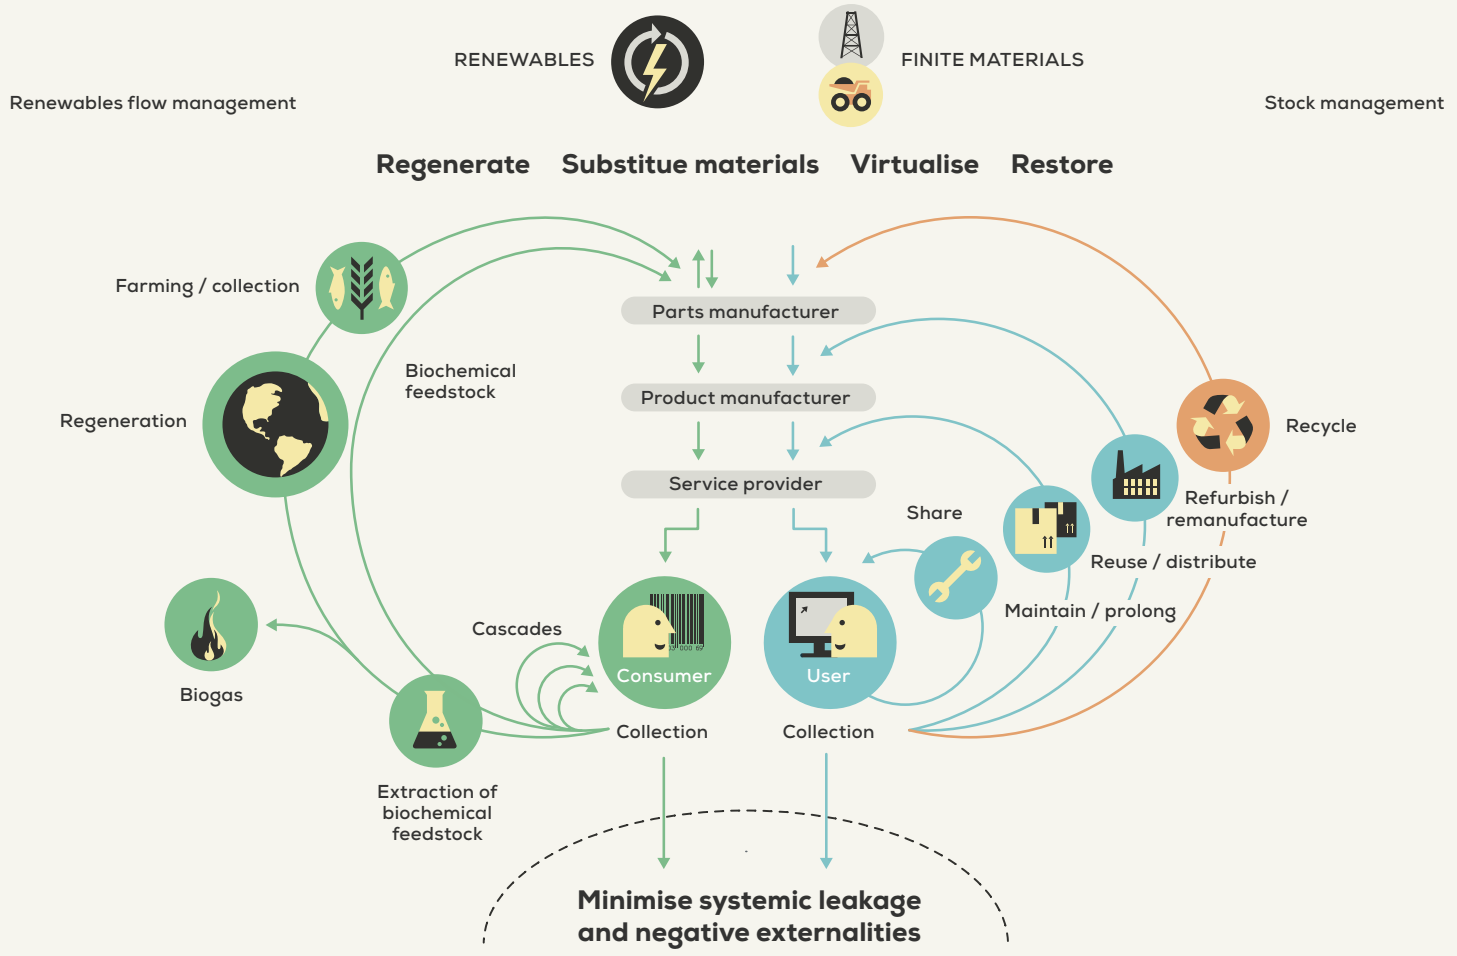 RENEWABLES
FINITE MATERIALS
Renewables flow management
Stock management
Regenerate Substitue materials Virtualise Restore
Farming / collection
Parts manufacturer
Biochemical
feedstock
Product manufacturer
Regeneration
Recycle
Service provider
Refurbish /
remanufacture
Share
Reuse / distribute
Maintain / prolong
Cascades
Consumer
User
Biogas
Collection
Collection
Extraction of
biochemical
feedstock
Minimise systemic leakage
and negative externalities